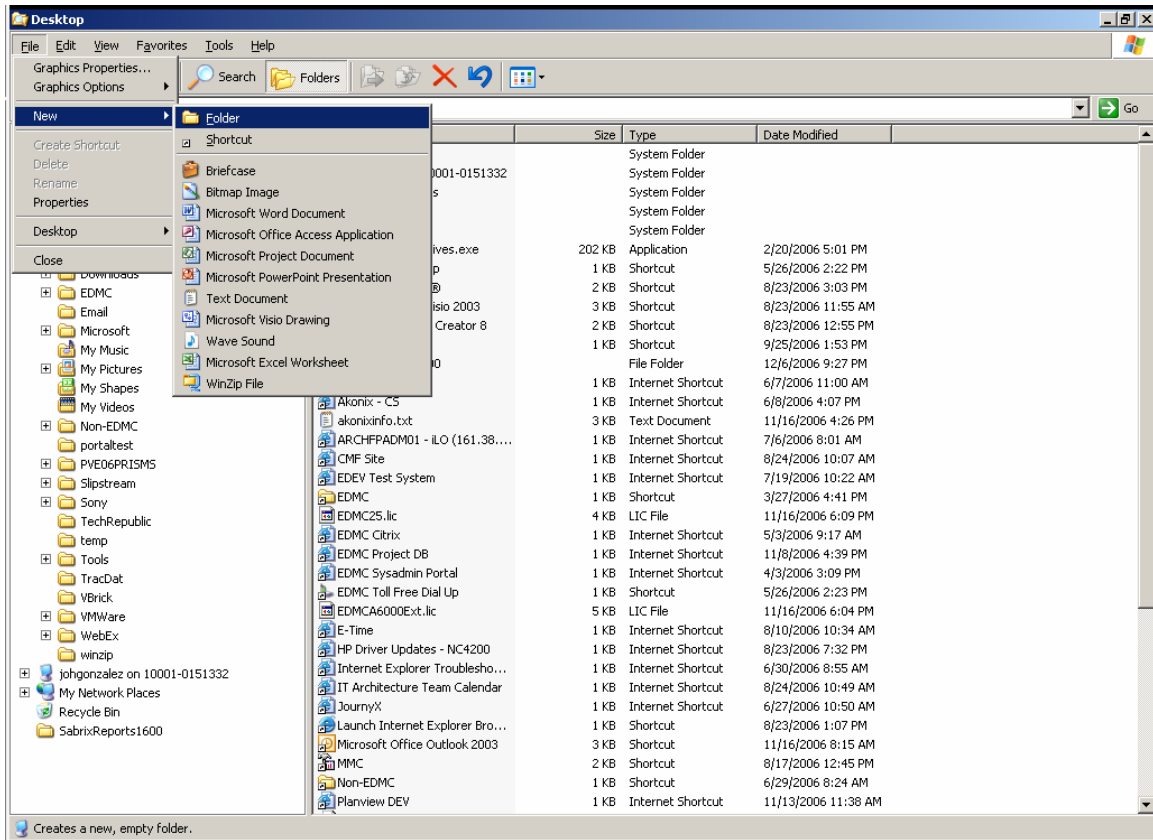 Desktop
File Edit View Favorites Tools Help
Graphics Properties...
Graphics Options
New
Create Shortcut
Delete
Rename
Properties
Desktop
Close
Search Folders
Go
Folder
Shortcut
Briefcase
Bitmap Image
Microsoft Word Document
Microsoft Office Access Application
Microsoft Project Document
Microsoft PowerPoint Presentation
Text Document
Microsoft Visio Drawing
Wave Sound
Microsoft Excel Worksheet
WinZip File
Downloads
EDMC
Email
Microsoft
My Music
My Pictures
My Shapes
My Videos
Non-EDMC
portaltest
PVE06PRISMS
Slipstream
Sony
TechRepublic
temp
Tools
TracDat
VBrick
VMWare
WebEx
winzip
johgonzalez on 10001-0151332
My Network Places
Recycle Bin
SabrixReports1600
Size Type Date Modified
System Folder
0001-0151332 System Folder
s System Folder
System Folder
System Folder
ives.exe 202 KB Application 2/20/2006 5:01 PM
p 1 KB Shortcut 5/26/2006 2:22 PM
® 2 KB Shortcut 8/23/2006 3:03 PM
isio 2003 3 KB Shortcut 8/23/2006 11:55 AM
Creator 8 2 KB Shortcut 8/23/2006 12:55 PM
1 KB Shortcut 9/25/2006 1:53 PM
00 File Folder 12/6/2006 9:27 PM
1 KB Internet Shortcut 6/7/2006 11:00 AM
Akonix - CS 1 KB Internet Shortcut 6/8/2006 4:07 PM
akonixinfo.txt 3 KB Text Document 11/16/2006 4:26 PM
ARCHFPADM01 - iLO (161.38.... 1 KB Internet Shortcut 7/6/2006 8:01 AM
CMF Site 1 KB Internet Shortcut 8/24/2006 10:07 AM
EDEV Test System 1 KB Internet Shortcut 7/19/2006 10:22 AM
EDMC 1 KB Shortcut 3/27/2006 4:41 PM
EDMC25.lic 4 KB LIC File 11/16/2006 6:09 PM
EDMC Citrix 1 KB Internet Shortcut 5/3/2006 9:17 AM
EDMC Project DB 1 KB Internet Shortcut 11/8/2006 4:39 PM
EDMC Sysadmin Portal 1 KB Internet Shortcut 4/3/2006 3:09 PM
EDMC Toll Free Dial Up 1 KB Shortcut 5/26/2006 2:23 PM
EDMCA6000Ext.lic 5 KB LIC File 11/16/2006 6:04 PM
E-Time 1 KB Internet Shortcut 8/10/2006 10:34 AM
HP Driver Updates - NC4200 1 KB Internet Shortcut 8/23/2006 7:32 PM
Internet Explorer Troublesho... 1 KB Internet Shortcut 6/30/2006 8:55 AM
IT Architecture Team Calendar 1 KB Internet Shortcut 8/24/2006 10:49 AM
JournyX 1 KB Internet Shortcut 6/27/2006 10:50 AM
Launch Internet Explorer Bro... 1 KB Shortcut 8/23/2006 1:07 PM
Microsoft Office Outlook 2003 3 KB Shortcut 11/16/2006 8:15 AM
MMC 2 KB Shortcut 8/17/2006 12:45 PM
Non-EDMC 1 KB Shortcut 6/29/2006 8:24 AM
Planview DEV 1 KB Internet Shortcut 11/13/2006 11:38 AM
Creates a new, empty folder.